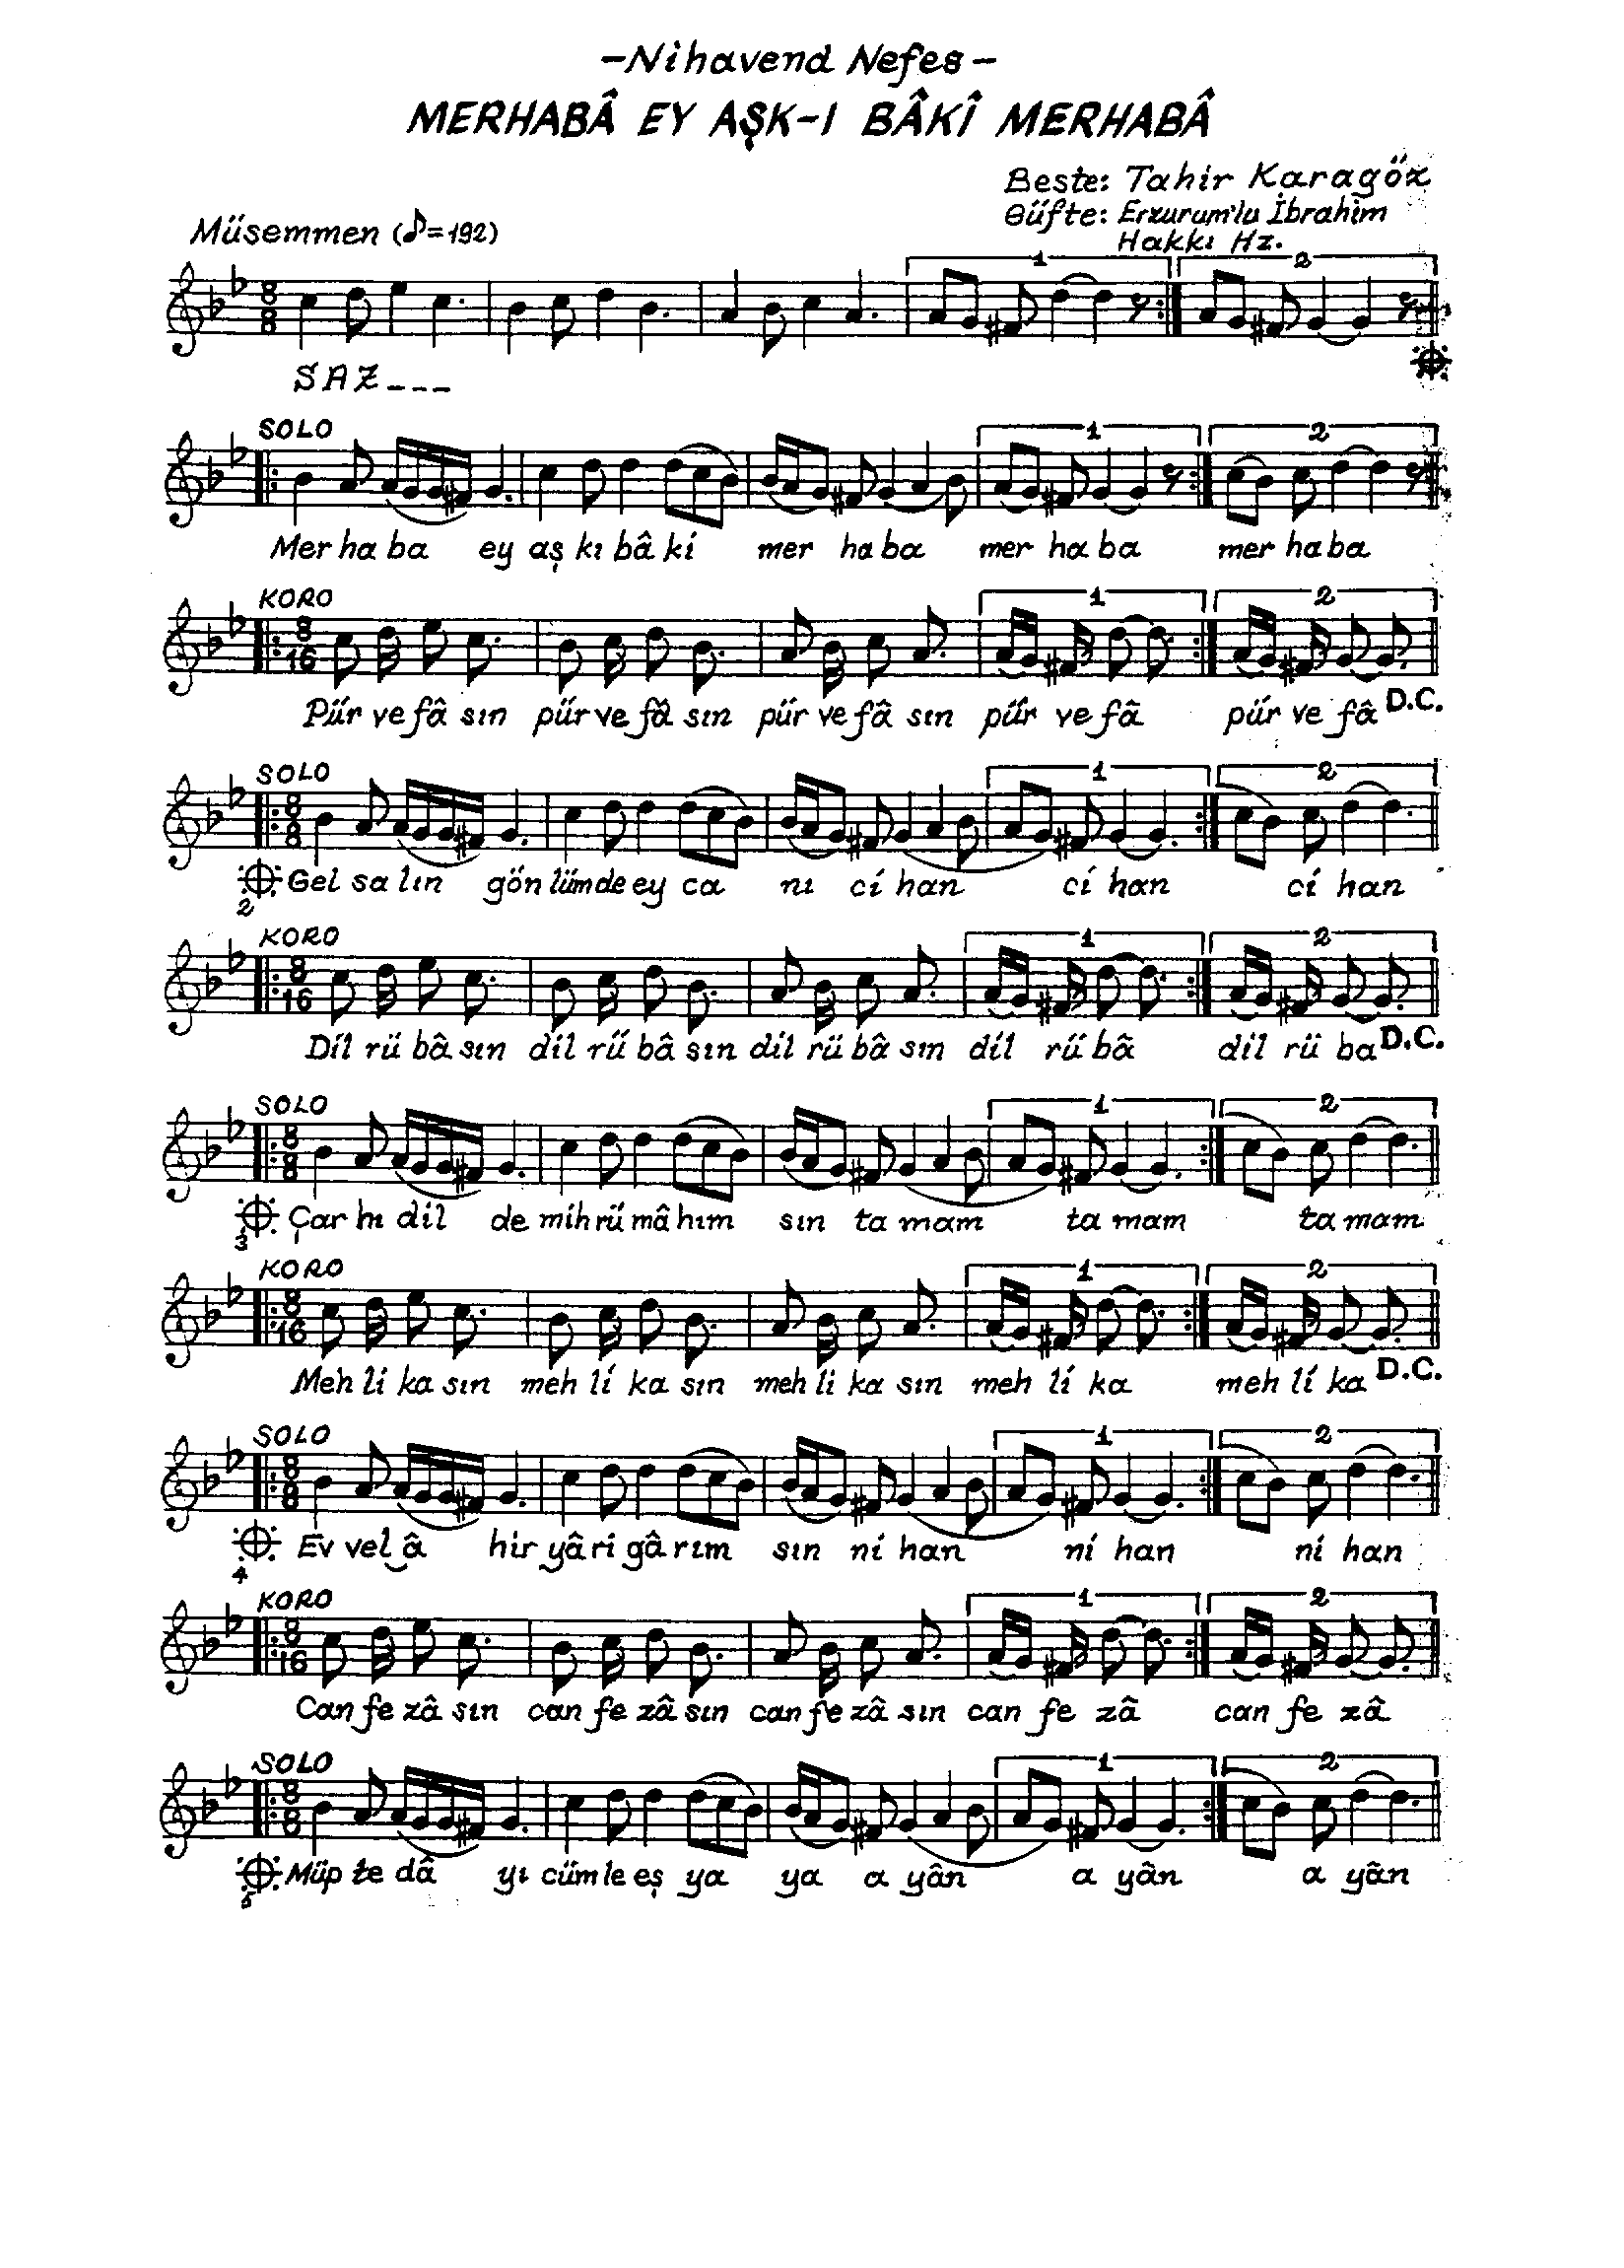 -Nihavend Nefes-
MERHABÂ EY AŞK-I BÂKÎ MERHABÂ
Beste: Tahir Karagöz
Güfte: Erzurum'lu İbrahim
Hakkı Hz.
Müsemmen (♪=192)
1 2
8
8
SAZ---
SOLO
1 2
Mer ha ba ey aş kı bâ ki mer ha ba mer ha ba mer ha ba
KORO
8
16
1 2
Pür ve fâ sın pür ve fâ sın pür ve fâ sın pür ve fâ pür ve fâ D.C.
SOLO
8
8
1 2
2
Gel sa lın gön lüm de ey ca nı ci han ci han ci han
KORO
8
16
1 2
Dil rü bâ sın dil rü bâ sın dil rü bâ sın dil rü bâ dil rü ba D.C.
SOLO
8
8
1 2
3
Çar hı dil de mih rü mâ hım sın ta mam ta mam ta mam
KORO
8
16
1 2
Meh li ka sın meh li ka sın meh li ka sın meh li ka meh li ka D.C.
SOLO
8
8
1 2
4
Ev vel â hir yâ ri gâ rım sın ni han ni han ni han
KORO
8
16
1 2
Can fe zâ sın can fe zâ sın can fe zâ sın can fe zâ can fe zâ
SOLO
8
8
1 2
5
Müp te dâ yı cüm le eş ya ya a yân a yân a yân